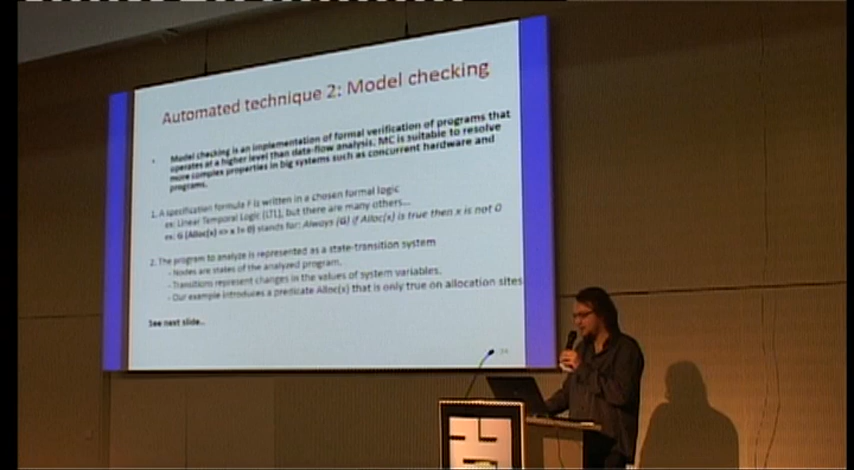 Automated technique 2: Model checking
• Model checking is an implementation of formal verification of programs that
operates at a higher level than data-flow analysis. MC is suitable to resolve
more complex properties in big systems such as concurrent hardware and
programs.
1. A specification formula F is written in a chosen formal logic
ex: Linear Temporal Logic (LTL), but there are many others...
ex: G (Alloc(x) => x != 0) stands for: Always (G) if Alloc(x) is true then x is not 0
2. The program to analyze is represented as a state-transition system
- Nodes are states of the analyzed program.
- Transitions represent changes in the values of system variables.
- Our example introduces a predicate Alloc(x) that is only true on allocation sites
See next slide..